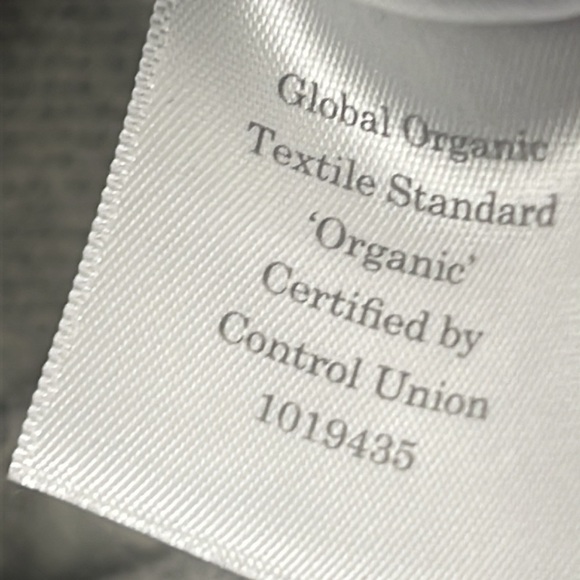 Global Organic
Textile Standard
‘Organic’
Certified by
Control Union
1019435